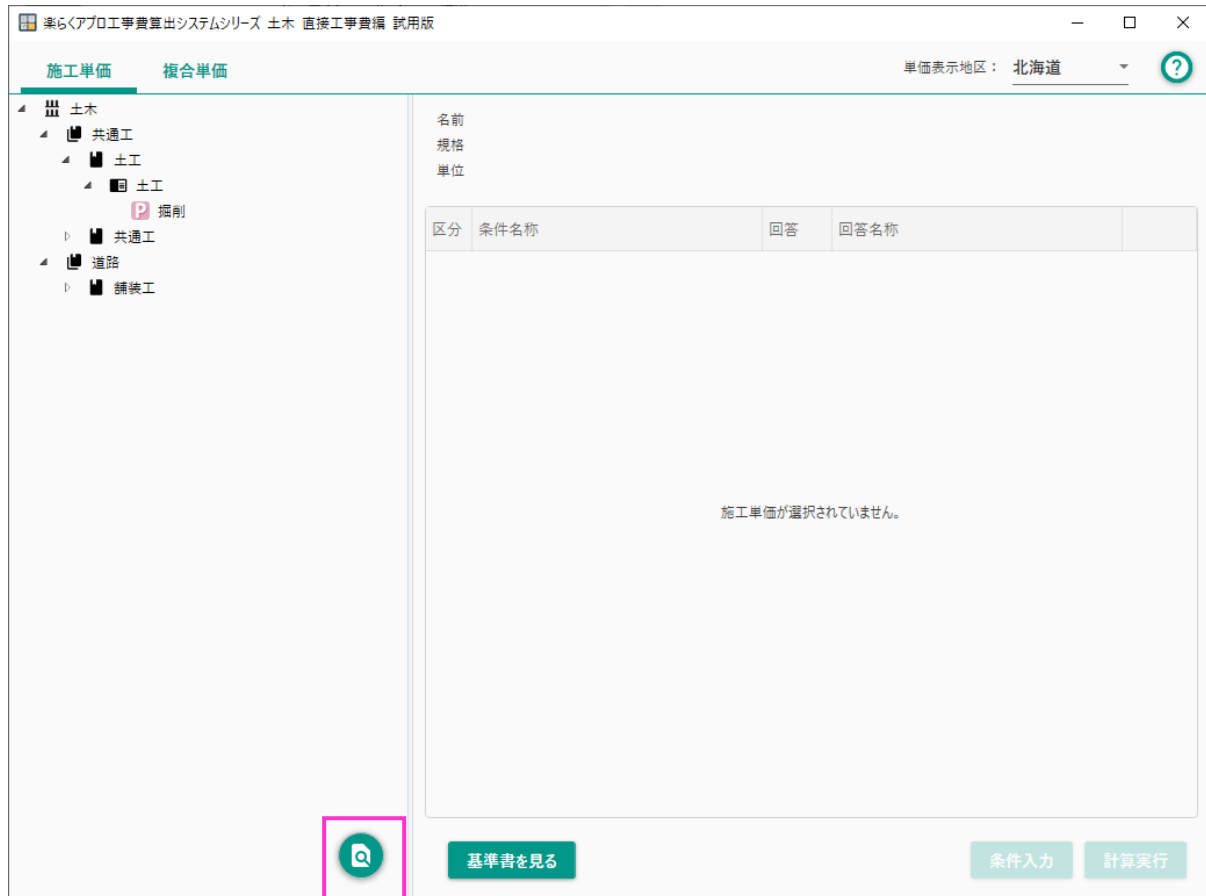 楽らくアプロ工事費算出システムシリーズ 土木 直接工事費編 試用版
施工単価 複合単価 単価表示地区： 北海道
土木
共通工
土工
土工
P 掘削
共通工
道路
舗装工
名前
規格
単位
区分 条件名称 回答 回答名称
施工単価が選択されていません。
基準書を見る 条件入力 計算実行